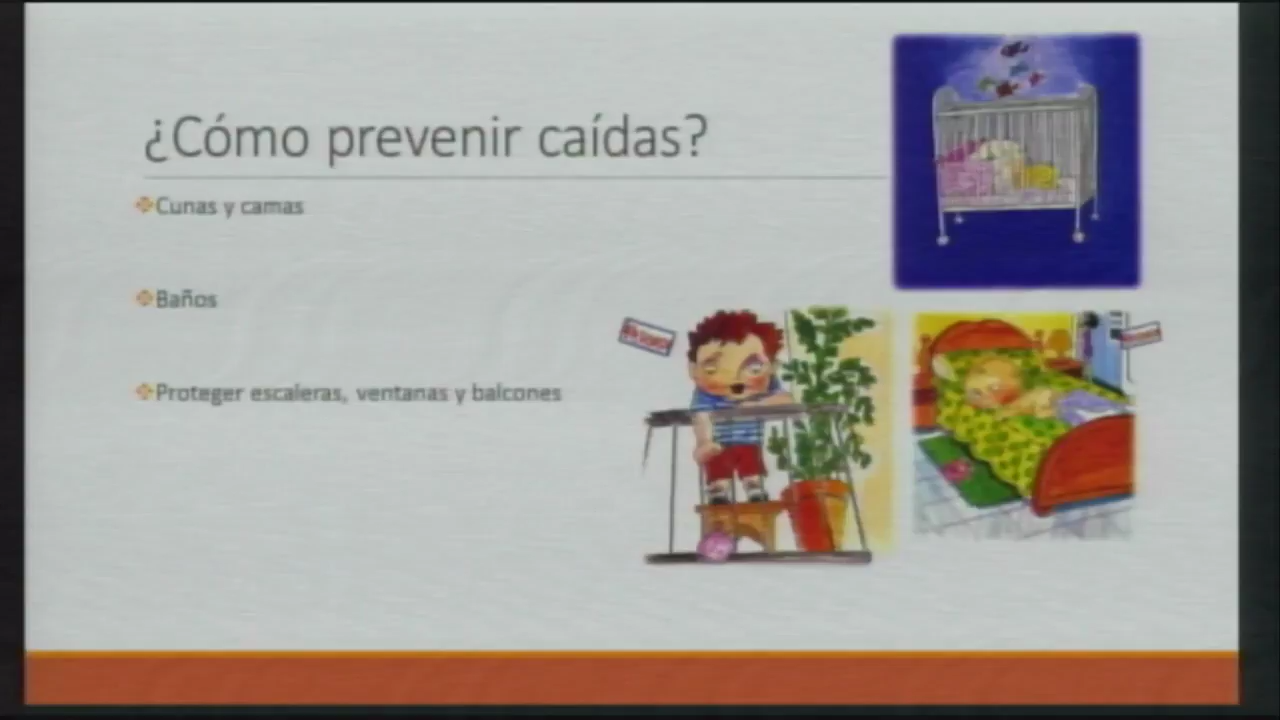 ¿Cómo prevenir caídas?
Cunas y camas
Baños
Proteger escaleras, ventanas y balcones